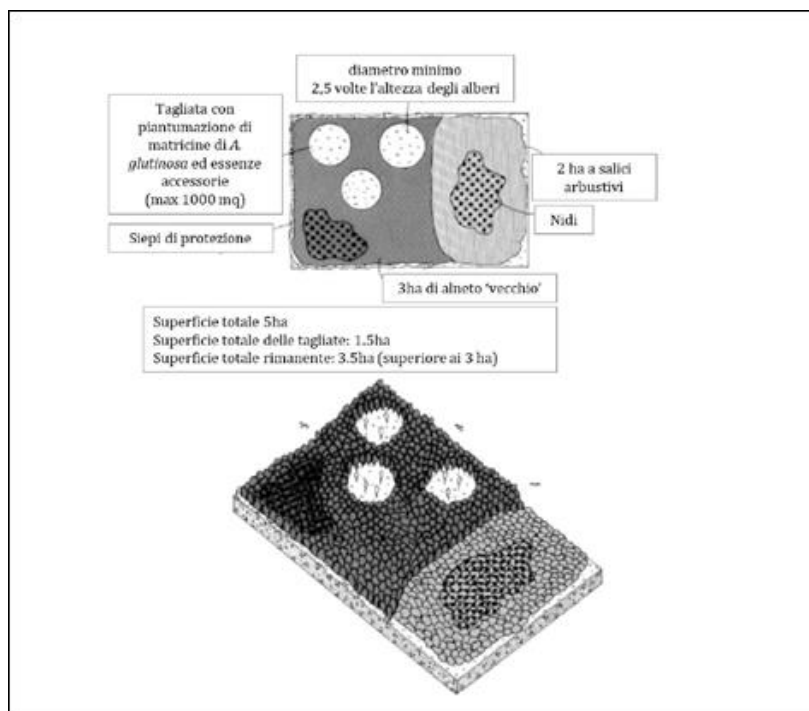 diametro minimo
2,5 volte l'altezza degli alberi
Tagliata con
piantumazione di
matricine di A
glutinosa ed essenze
accessorie
(max 1000 mq)
2 ha a salici
arbustivi
Nidi
Siepi di protezione
3ha di alneto 'vecchio'
Superficie totale 5ha
Superficie totale delle tagliate: 1.5ha
Superficie totale rimanente: 3.5ha (superiore ai 3 ha)